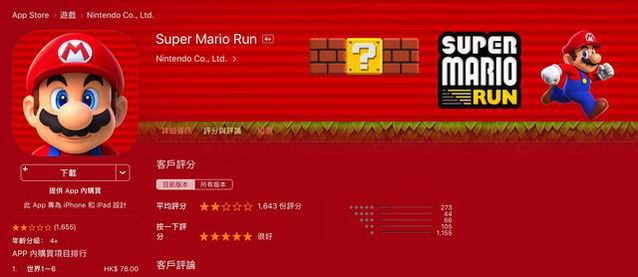 App Store > 遊戲 > Nintendo Co., Ltd.
Super Mario Run 4+
Nintendo Co., Ltd. >
?
SUPER
MARIO
RUN
M
詳細資料 評分與評論 相關
下載
提供 App 內購買
此 App 專為 iPhone 和 iPad 設計
★★☆☆☆ (1,655)
年齡分級: 4+
APP 內購買項目排行
1. 世界1~6 HK$ 78.00
客戶評分
目前版本 所有版本
平均評分 ★★☆☆☆ 1,643 份評分
按一下評分 ★★★★★ 很好
★★★★★ 273
★★★★ 44
★★★ 66
★★ 105
★ 1,155
客戶評論